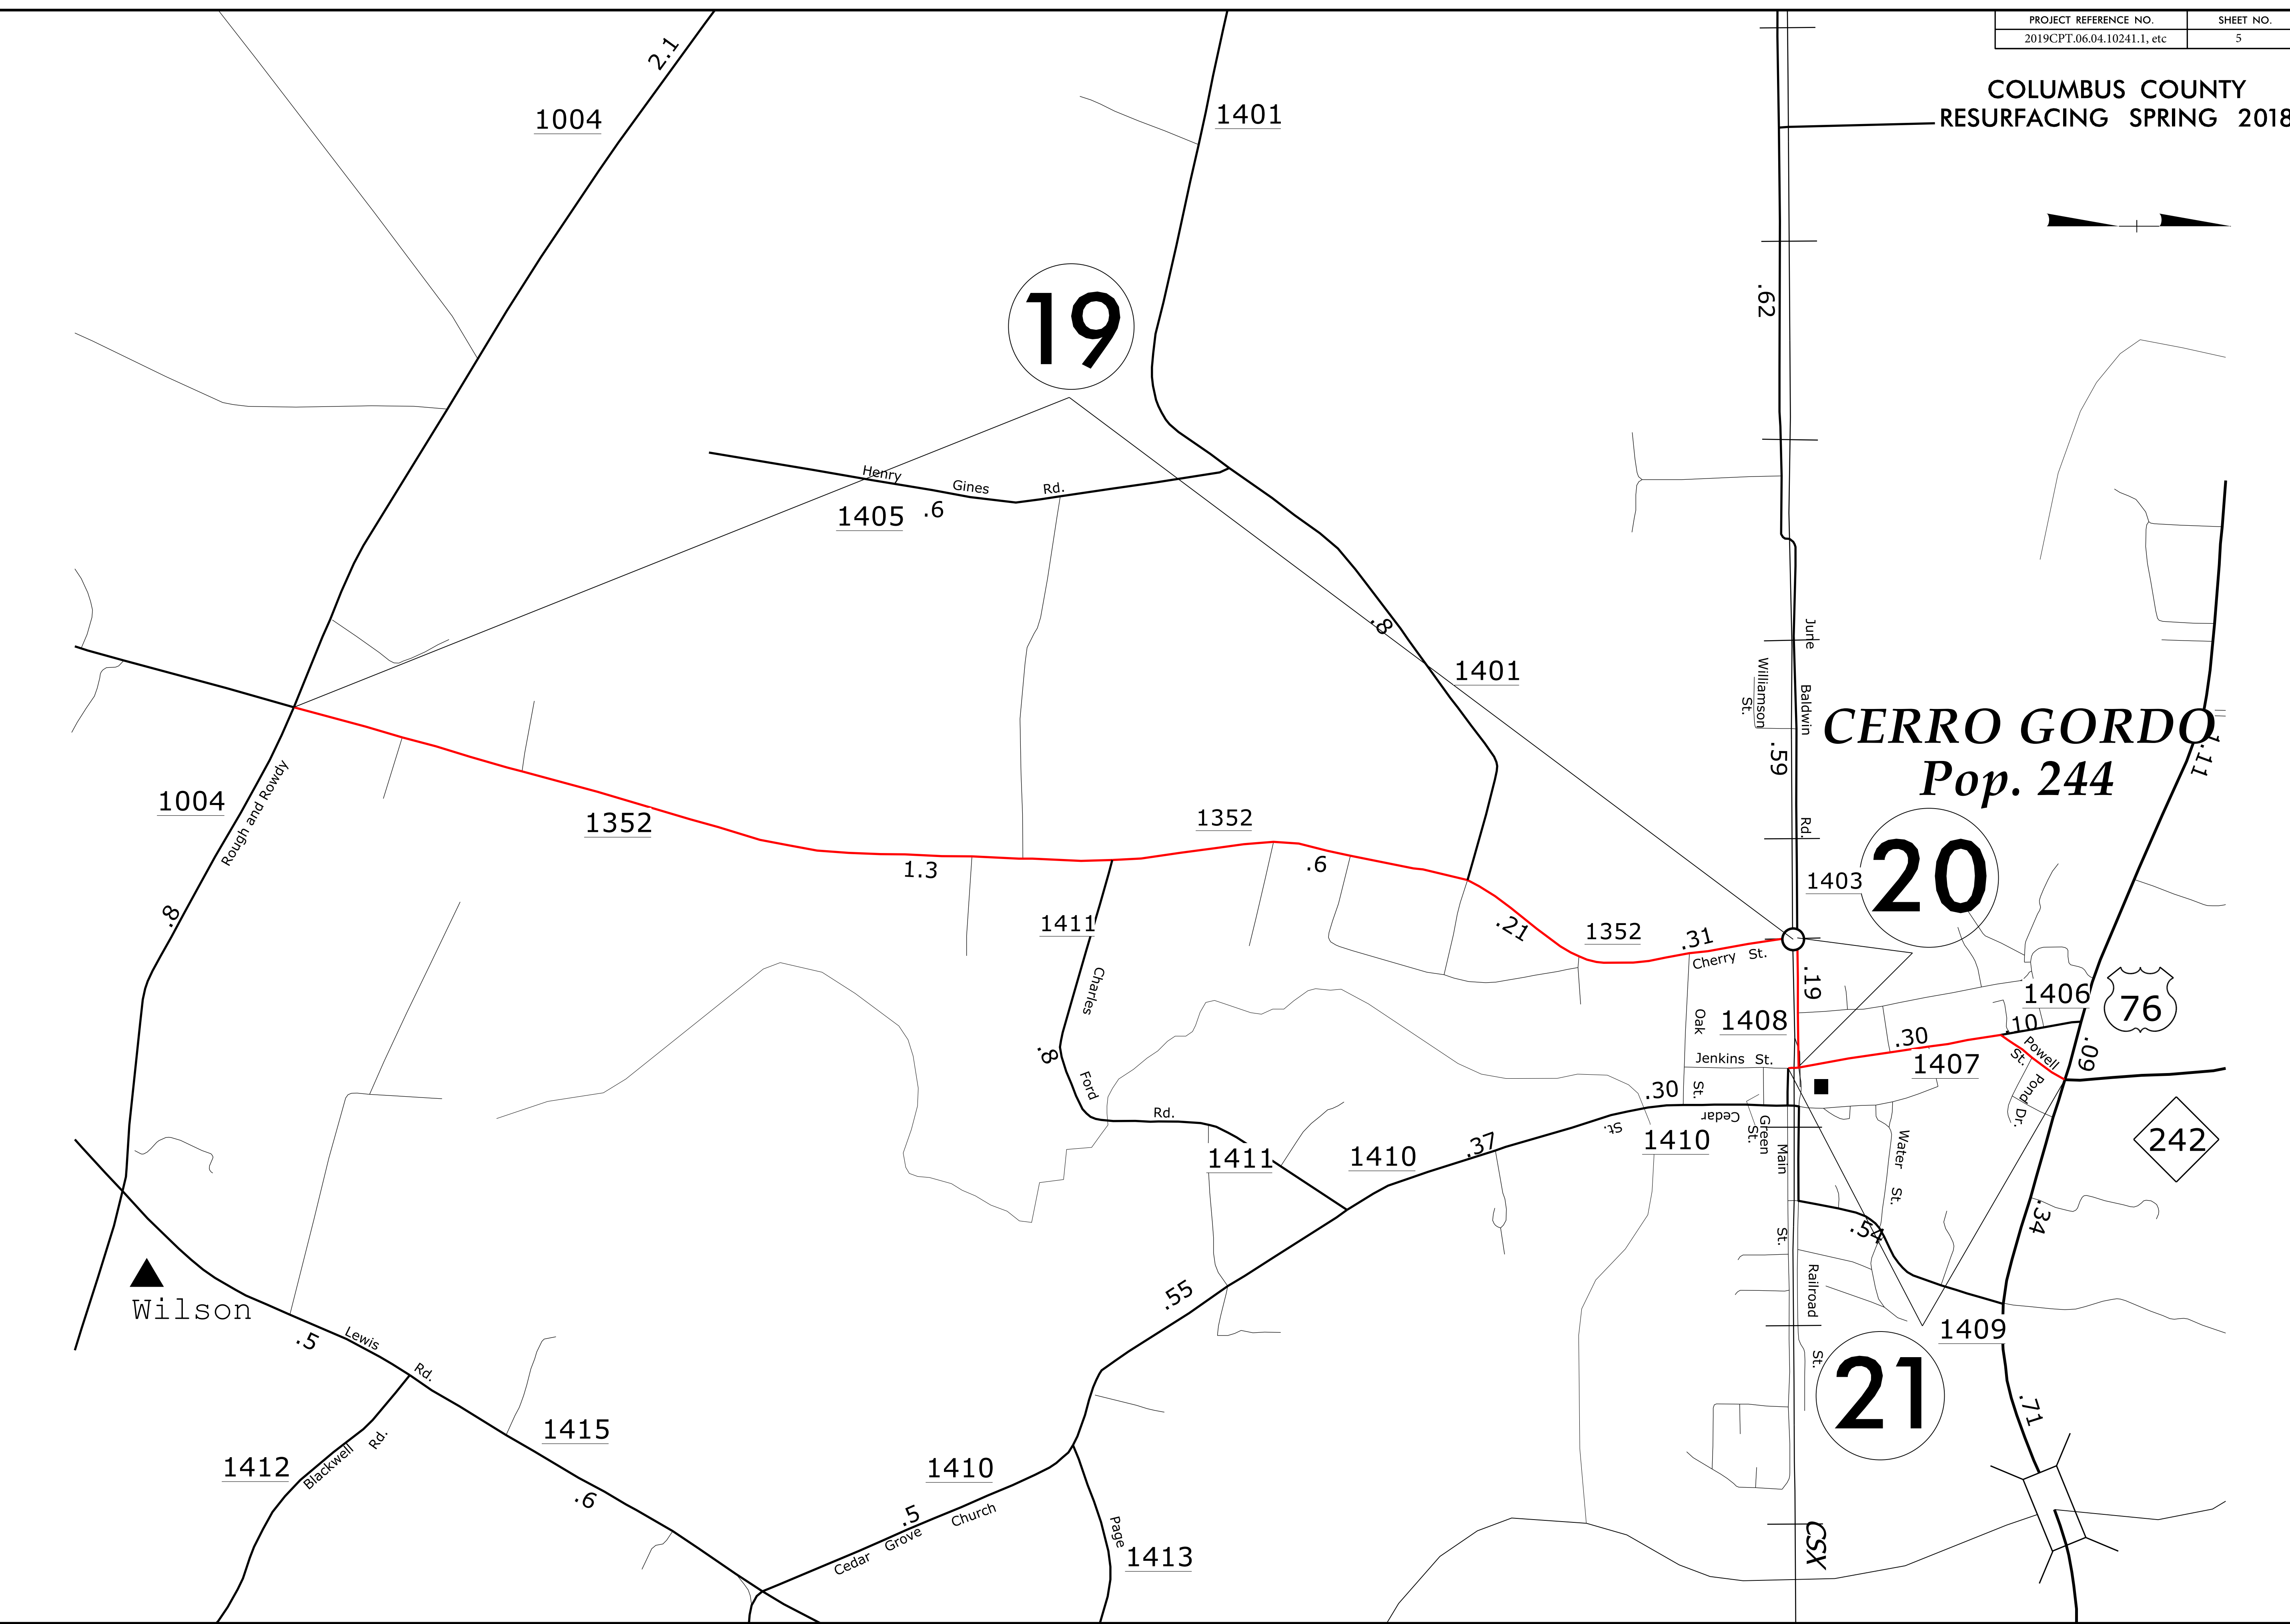 PROJECT REFERENCE NO.
SHEET NO.
2019CPT.06.04.10241.1, etc
5
COLUMBUS COUNTY
RESURFACING SPRING 2018
2.1
1004
1401
19
.62
Henry Gines Rd.
1405
.6
.8
1401
June Baldwin Rd.
Williamson St.
.59
CERRO GORDO
Pop. 244
1.11
1004
Rough and Rowdy
.8
1352
1.3
1352
.6
.21
1352
.31
Cherry St.
1403
20
.19
1411
Charles Ford Rd.
.8
Oak St.
1408
1406
76
.10
.30
1407
Powell St.
.09
Pond Dr.
Jenkins St.
.30
Cedar St.
1410
Green St.
Main St.
Water St.
242
1411
1410
.37
.34
.54
Wilson
.55
Railroad St.
1409
.5
Lewis Rd.
21
.71
1415
1412
Blackwell Rd.
.6
1410
.5
Cedar Grove Church
Page
1413
CSX